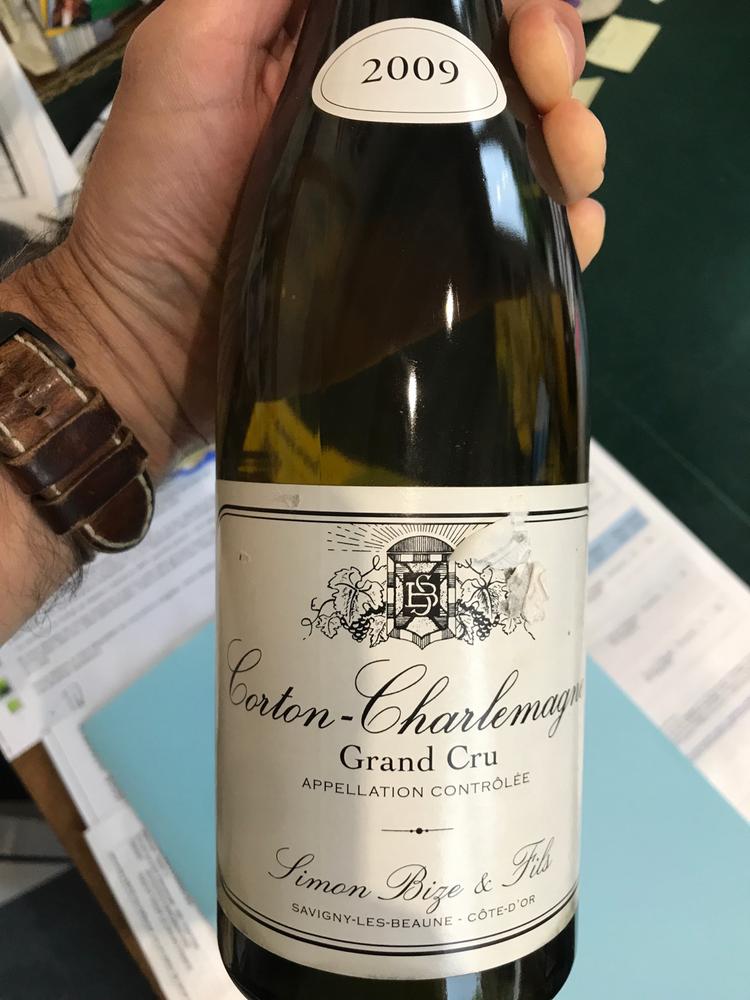 2009
Corton-Charlemagne
Grand Cru
APPELLATION CONTRÔLÉE
Simon Bize & Fils
SAVIGNY-LES-BEAUNE - CÔTE-D'OR